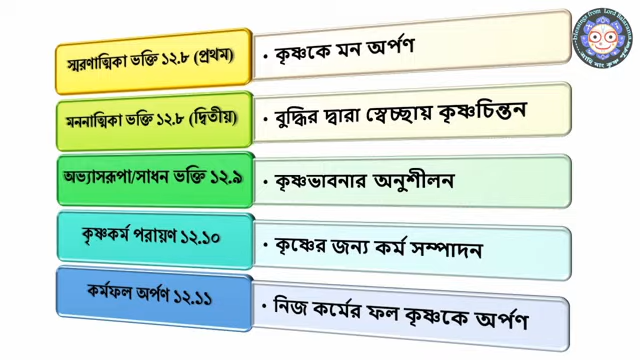 স্মরণাত্মিকা ভক্তি ১২.৮ (প্রথম)
• কৃষ্ণকে মন অর্পণ
মননাত্মিকা ভক্তি ১২.৮ (দ্বিতীয়)
• বুদ্ধির দ্বারা স্বেচ্ছায় কৃষ্ণচিন্তন
অভ্যাসরূপা/সাধন ভক্তি ১২.৯
• কৃষ্ণভাবনার অনুশীলন
কৃষ্ণকর্ম পরায়ণ ১২.১০
• কৃষ্ণের জন্য কর্ম সম্পাদন
কর্মফল অর্পণ ১২.১১
• নিজ কর্মের ফল কৃষ্ণকে অর্পণ